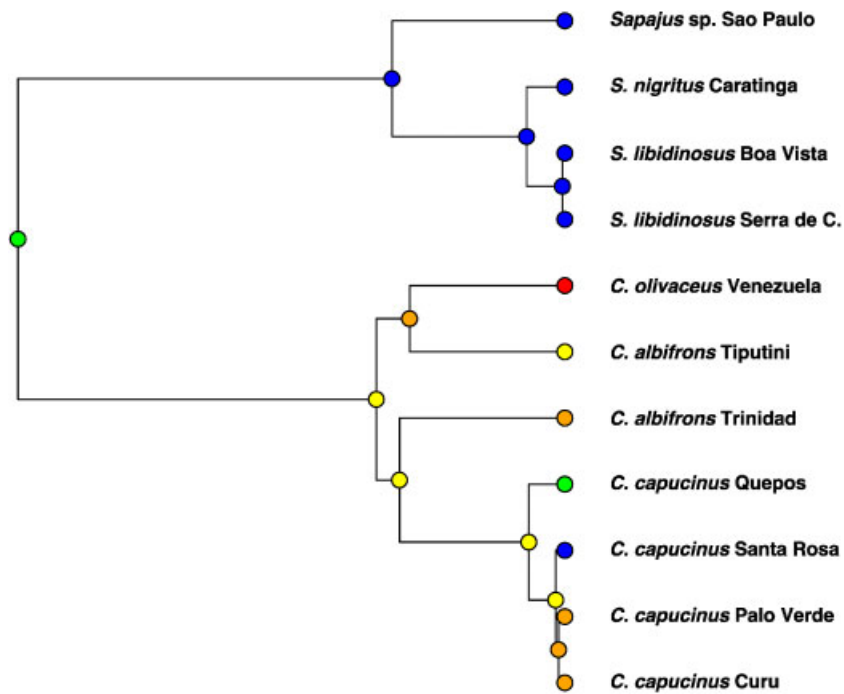 Sapajus sp. Sao Paulo
S. nigritus Caratinga
S. libidinosus Boa Vista
S. libidinosus Serra de C.
C. olivaceus Venezuela
C. albifrons Tiputini
C. albifrons Trinidad
C. capucinus Quepos
C. capucinus Santa Rosa
C. capucinus Palo Verde
C. capucinus Curu